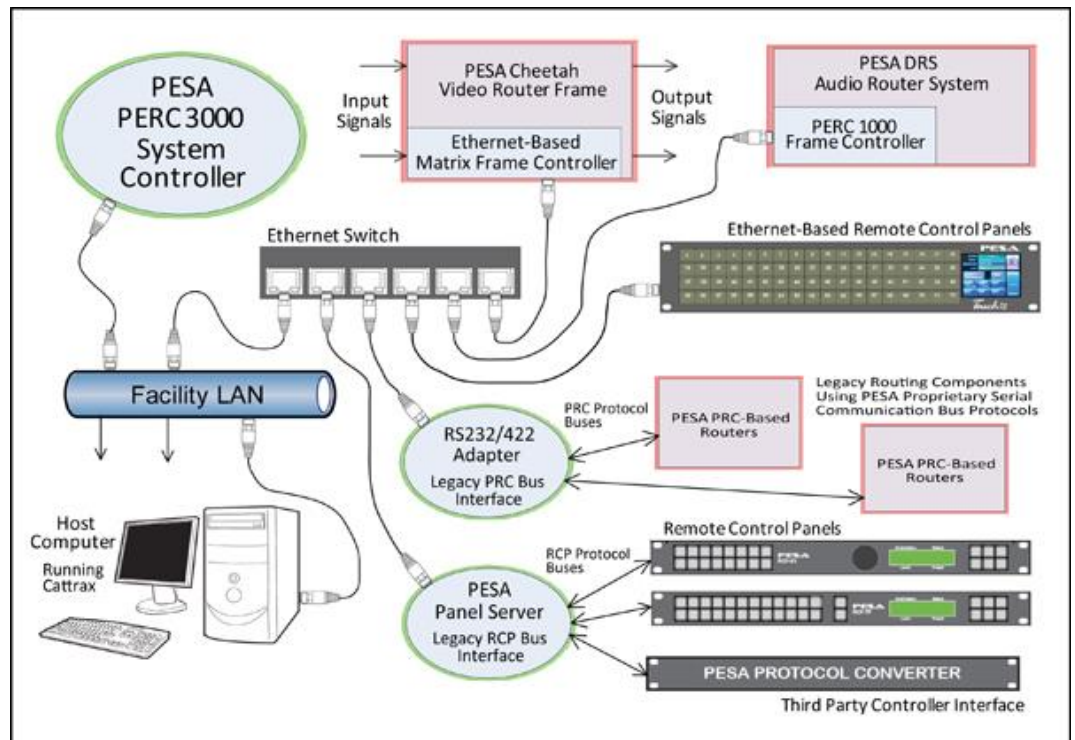 PESA
PERC 3000
System
Controller
Input
Signals
PESA Cheetah
Video Router Frame
Ethernet-Based
Matrix Frame Controller
Output
Signals
PESA DRS
Audio Router System
PERC 1000
Frame Controller
Ethernet Switch
Ethernet-Based Remote Control Panels
PESA
Touch
Facility LAN
PRC Protocol
Buses
RS232/422
Adapter
Legacy PRC Bus
Interface
PESA PRC-Based
Routers
Legacy Routing Components
Using PESA Proprietary Serial
Communication Bus Protocols
PESA PRC-Based
Routers
Host
Computer
Running
Cattrax
RCP Protocol
Buses
PESA
Panel Server
Legacy RCP Bus
Interface
Remote Control Panels
PESA
PESA
PESA PROTOCOL CONVERTER
Third Party Controller Interface